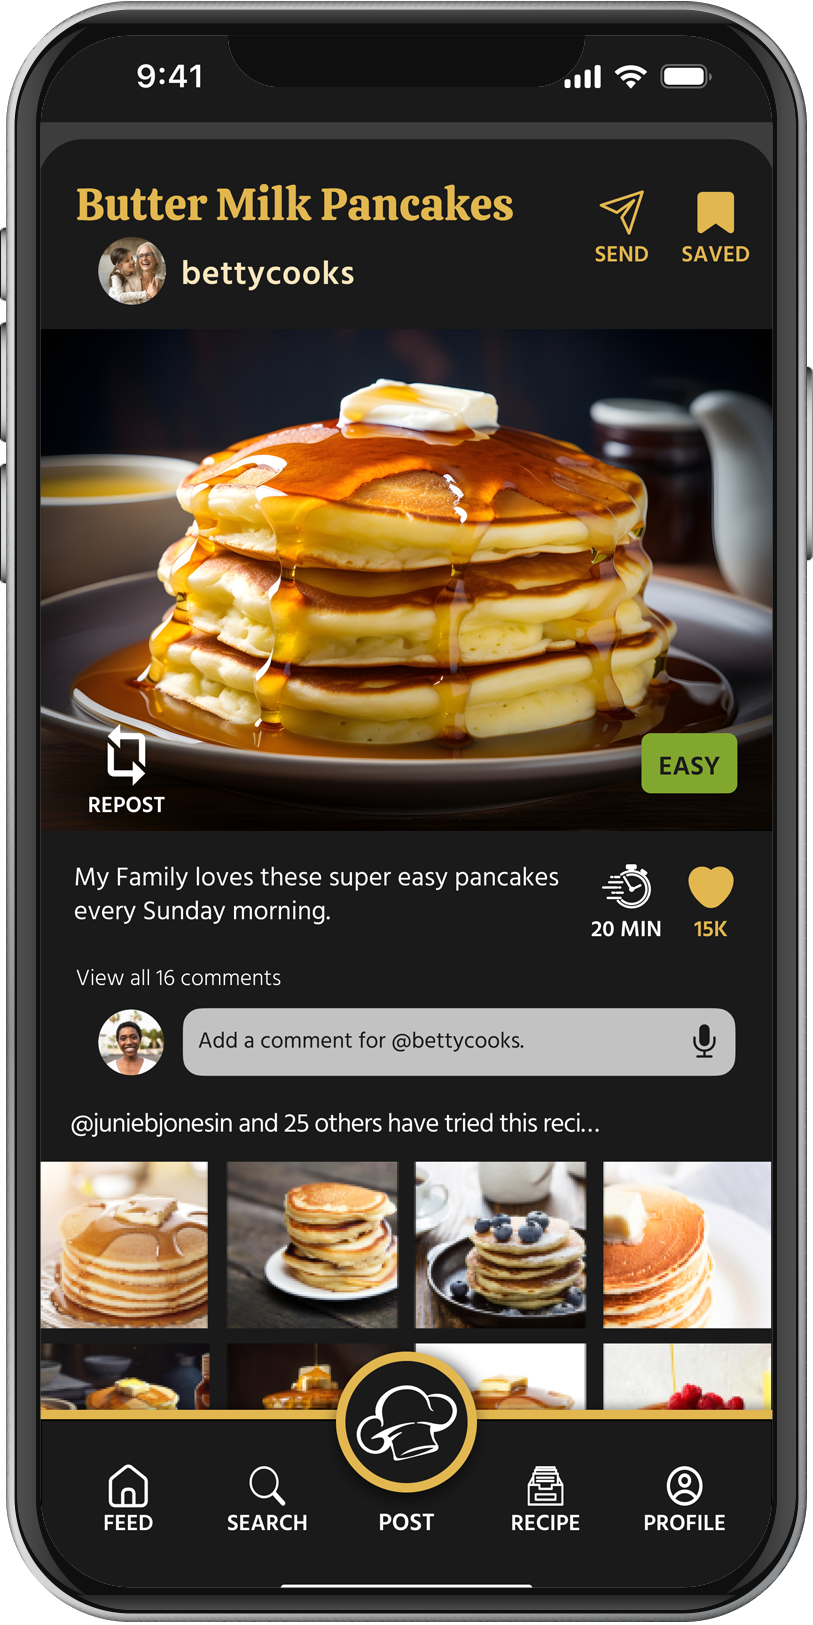 9:41
Butter Milk Pancakes
bettycooks
SEND
SAVED
REPOST
EASY
My Family loves these super easy pancakes
every Sunday morning.
20 MIN
15K
View all 16 comments
Add a comment for @bettycooks.
@juniebjonesin and 25 others have tried this reci...
FEED
SEARCH
POST
RECIPE
PROFILE